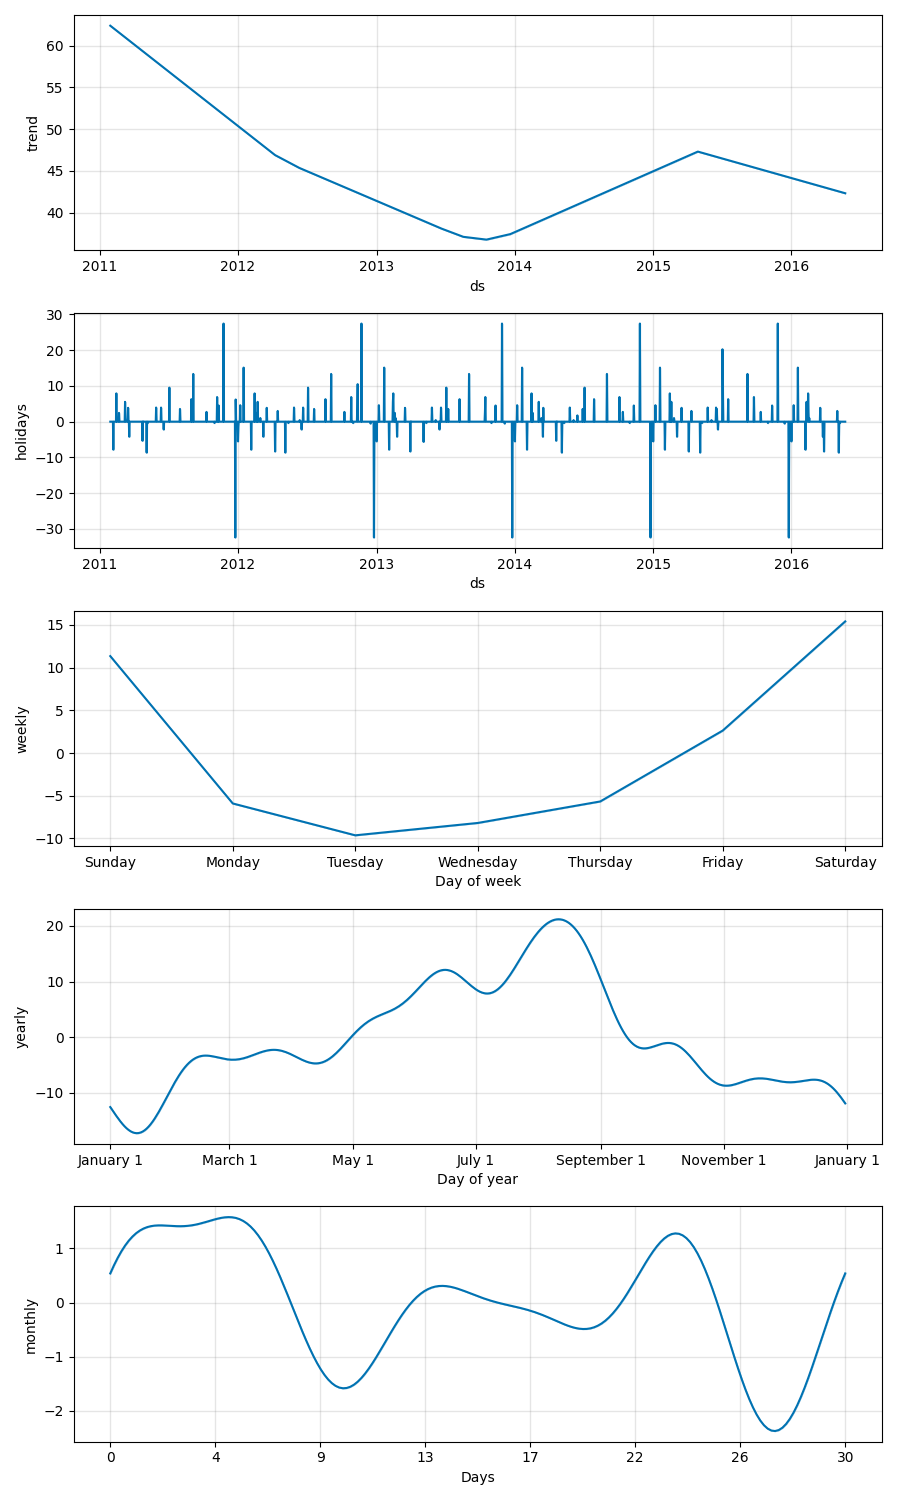 trend
60
55
50
45
40
2011 2012 2013 2014 2015 2016
ds
holidays
30
20
10
0
−10
−20
−30
2011 2012 2013 2014 2015 2016
ds
weekly
15
10
5
0
−5
−10
Sunday Monday Tuesday Wednesday Thursday Friday Saturday
Day of week
yearly
20
10
0
−10
January 1 March 1 May 1 July 1 September 1 November 1 January 1
Day of year
monthly
1
0
−1
−2
0 4 9 13 17 22 26 30
Days